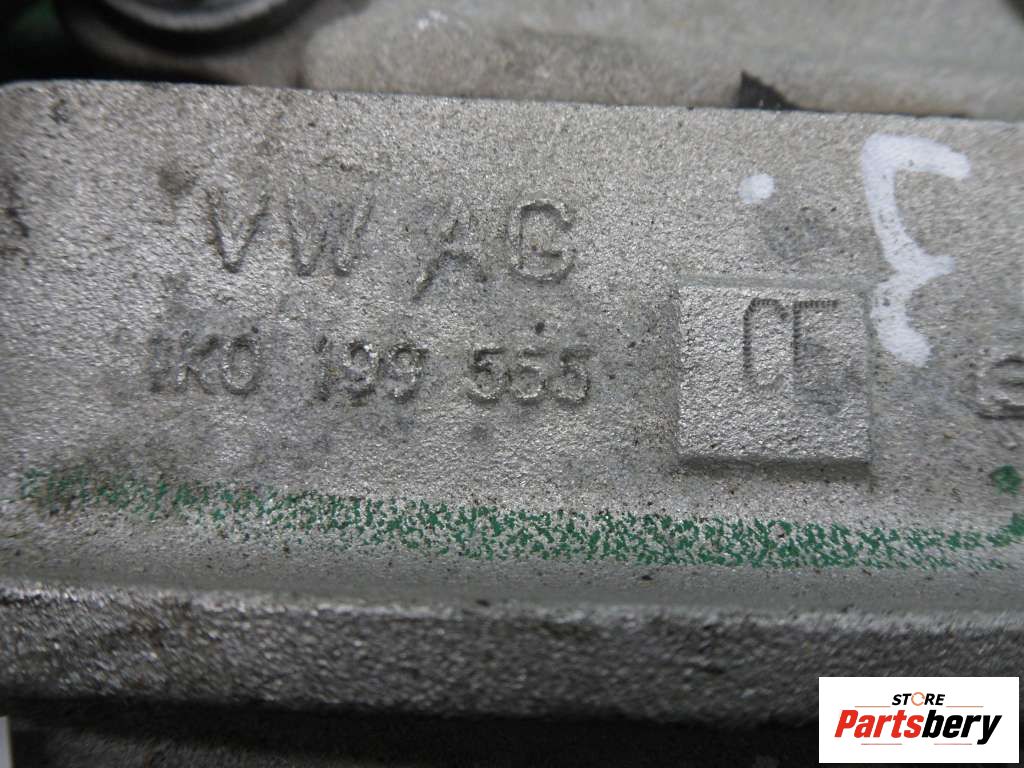 VW AG
1K0 199 555
CE
STORE
Partsbery